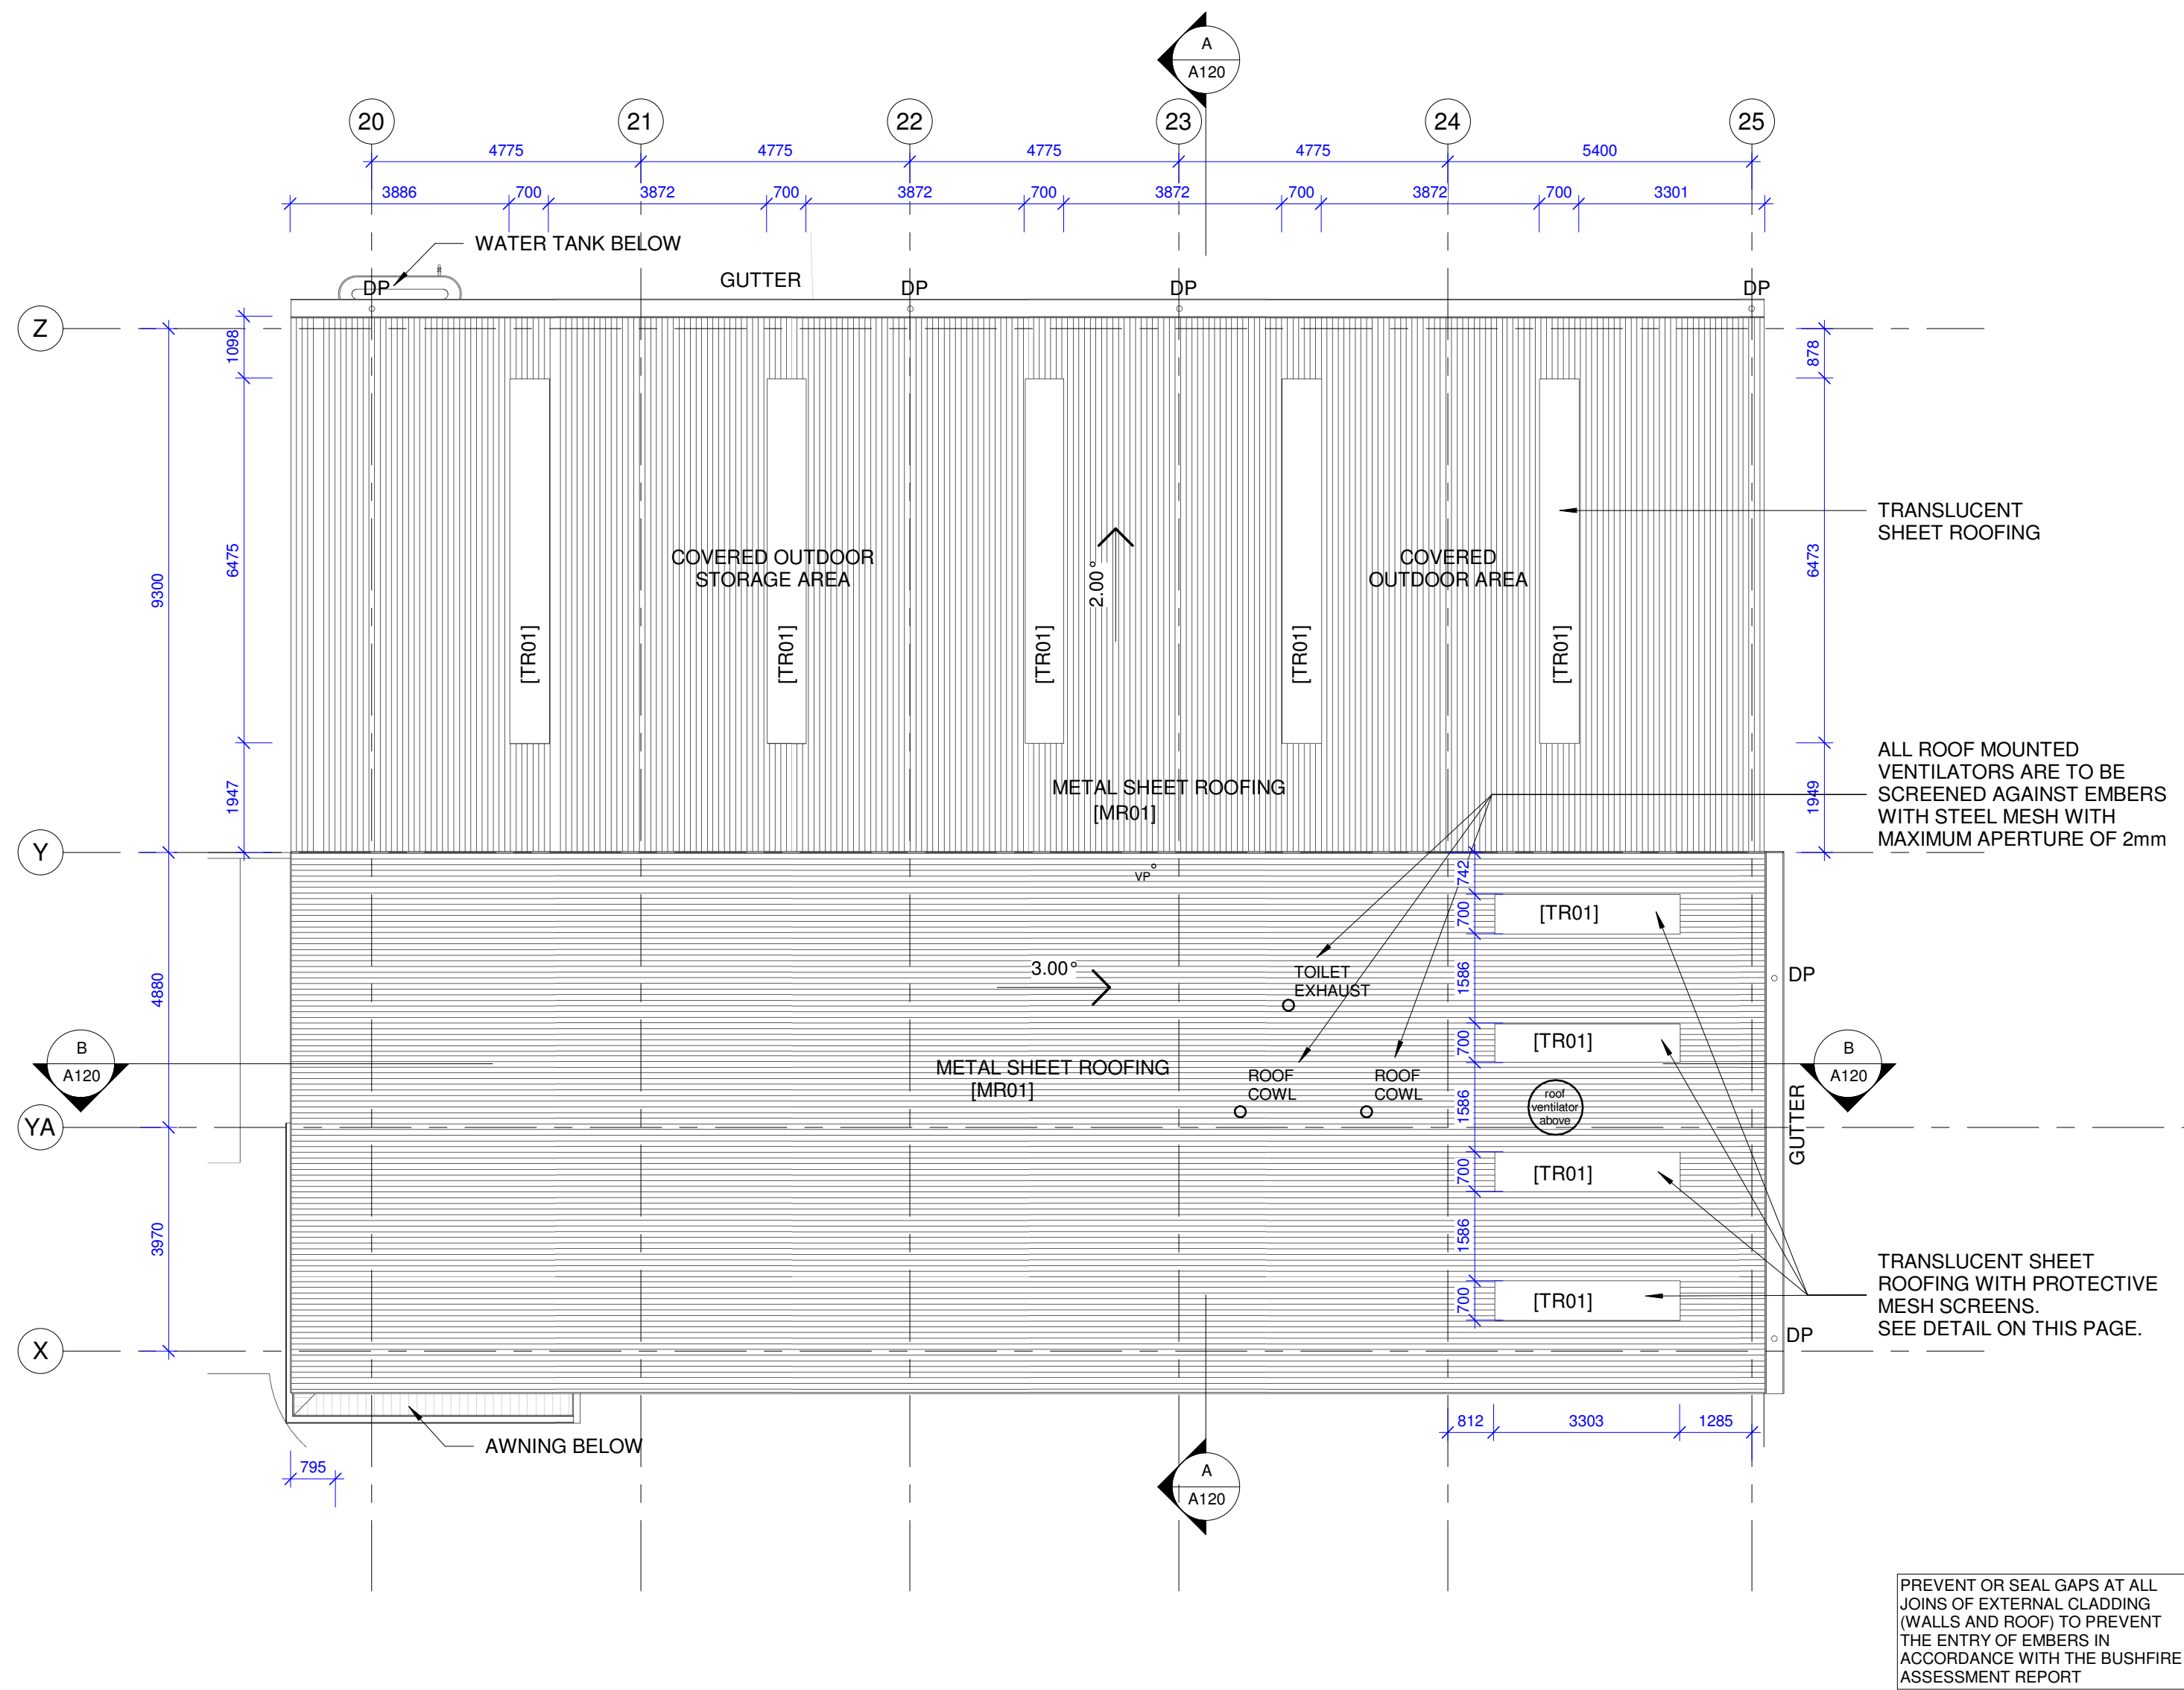 A
A120
20
21
22
23
24
25
4775
4775
4775
4775
5400
3886
700
3872
700
3872
700
3872
700
3872
700
3301
WATER TANK BELOW
GUTTER
DP
DP
DP
DP
Z
1098
878
9300
6475
6473
TRANSLUCENT
SHEET ROOFING
COVERED OUTDOOR
STORAGE AREA
2.00°
COVERED
OUTDOOR AREA
[TR01]
[TR01]
[TR01]
[TR01]
[TR01]
1947
1949
METAL SHEET ROOFING
[MR01]
ALL ROOF MOUNTED
VENTILATORS ARE TO BE
SCREENED AGAINST EMBERS
WITH STEEL MESH WITH
MAXIMUM APERTURE OF 2mm
Y
VP
742
700
[TR01]
4880
3.00°
TOILET
EXHAUST
1586
DP
B
A120
METAL SHEET ROOFING
[MR01]
ROOF
COWL
ROOF
COWL
700
[TR01]
B
A120
1586
roof
ventilator
above
GUTTER
YA
700
[TR01]
3970
1586
TRANSLUCENT SHEET
ROOFING WITH PROTECTIVE
MESH SCREENS.
SEE DETAIL ON THIS PAGE.
700
[TR01]
DP
X
812
3303
1285
AWNING BELOW
795
A
A120
PREVENT OR SEAL GAPS AT ALL
JOINS OF EXTERNAL CLADDING
(WALLS AND ROOF) TO PREVENT
THE ENTRY OF EMBERS IN
ACCORDANCE WITH THE BUSHFIRE
ASSESSMENT REPORT